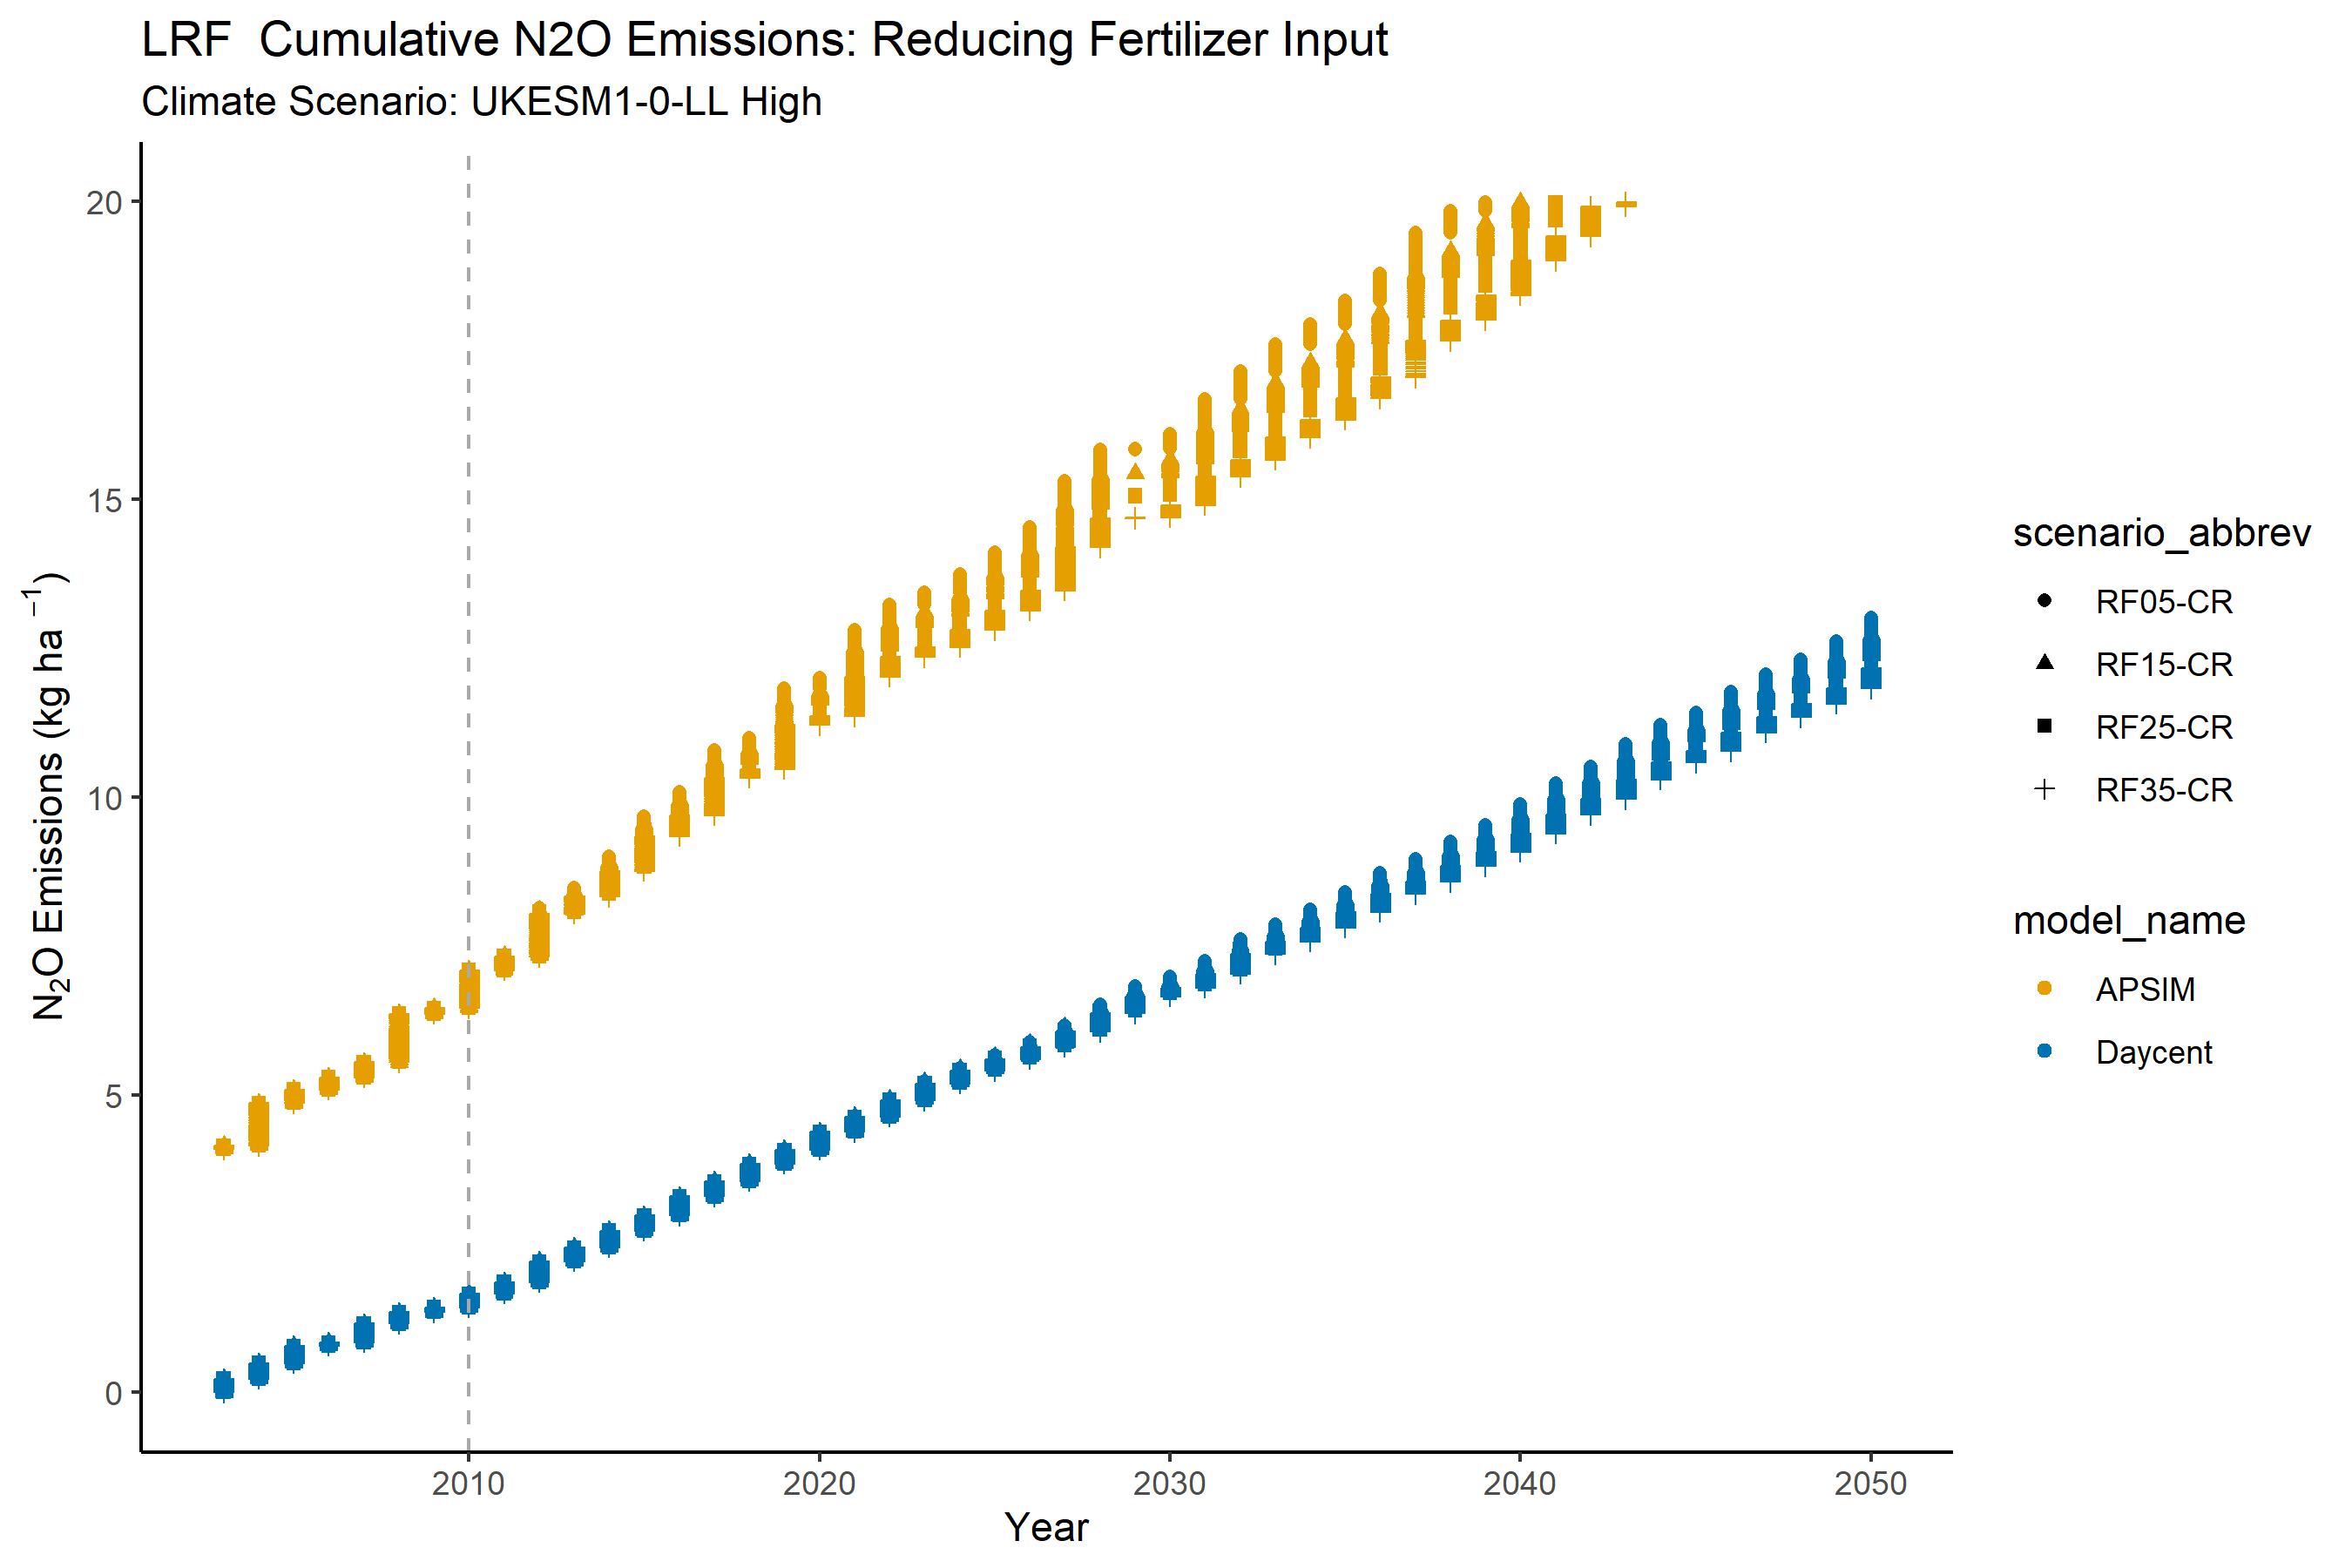 LRF  Cumulative N2O Emissions: Reducing Fertilizer Input
Climate Scenario: UKESM1-0-LL High
N₂O Emissions (kg ha ⁻¹)
20
15
10
5
0
2010
2020
2030
2040
2050
Year
scenario_abbrev
RF05-CR
RF15-CR
RF25-CR
RF35-CR
model_name
APSIM
Daycent